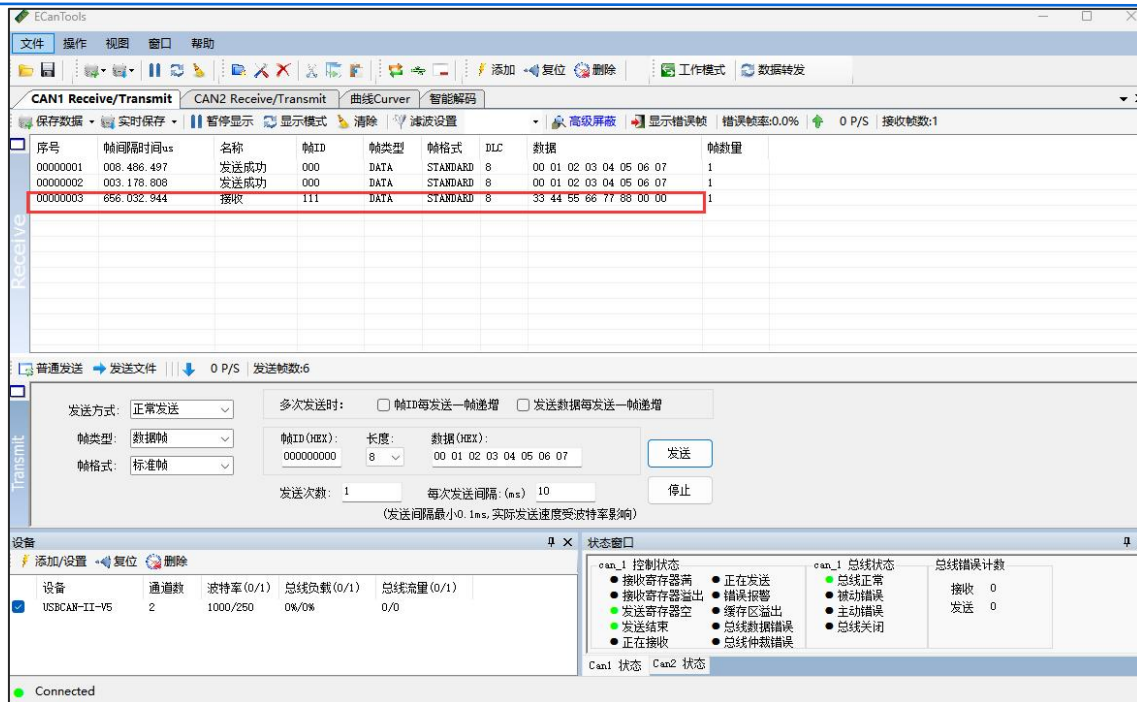 ECanTools
文件 操作 视图 窗口 帮助
添加 复位 删除 工作模式 数据转发
CAN1 Receive/Transmit CAN2 Receive/Transmit 曲线Curver 智能解码
保存数据 实时保存 暂停显示 显示模式 清除 滤波设置 高级屏蔽 显示错误帧 错误帧率:0.0% 0 P/S 接收帧数:1
序号 帧间隔时间us 名称 帧ID 帧类型 帧格式 DLC 数据 帧数量
00000001 008.486.497 发送成功 000 DATA STANDARD 8 00 01 02 03 04 05 06 07 1
00000002 003.178.808 发送成功 000 DATA STANDARD 8 00 01 02 03 04 05 06 07 1
00000003 656.032.944 接收 111 DATA STANDARD 8 33 44 55 66 77 88 00 00 1
Receive
普通发送 发送文件 0 P/S 发送帧数:6
Transmit
发送方式: 正常发送 多次发送时: 帧ID每发送一帧递增 发送数据每发送一帧递增
帧类型: 数据帧 帧ID(HEX): 长度: 数据(HEX):
帧格式: 标准帧 000000000 8 00 01 02 03 04 05 06 07 发送
发送次数: 1 每次发送间隔:(ms) 10 停止
(发送间隔最小0.1ms,实际发送速度受波特率影响)
设备
添加/设置 复位 删除
设备 通道数 波特率(0/1) 总线负载(0/1) 总线流量(0/1)
USBCAN-II-V5 2 1000/250 0%/0% 0/0
状态窗口
can_1 控制状态 can_1 总线状态 总线错误计数
接收寄存器满 正在发送 总线正常 接收 0
接收寄存器溢出 错误报警 被动错误 发送 0
发送寄存器空 缓存区溢出 主动错误
发送结束 总线数据错误 总线关闭
正在接收 总线仲裁错误
Can1 状态 Can2 状态
Connected